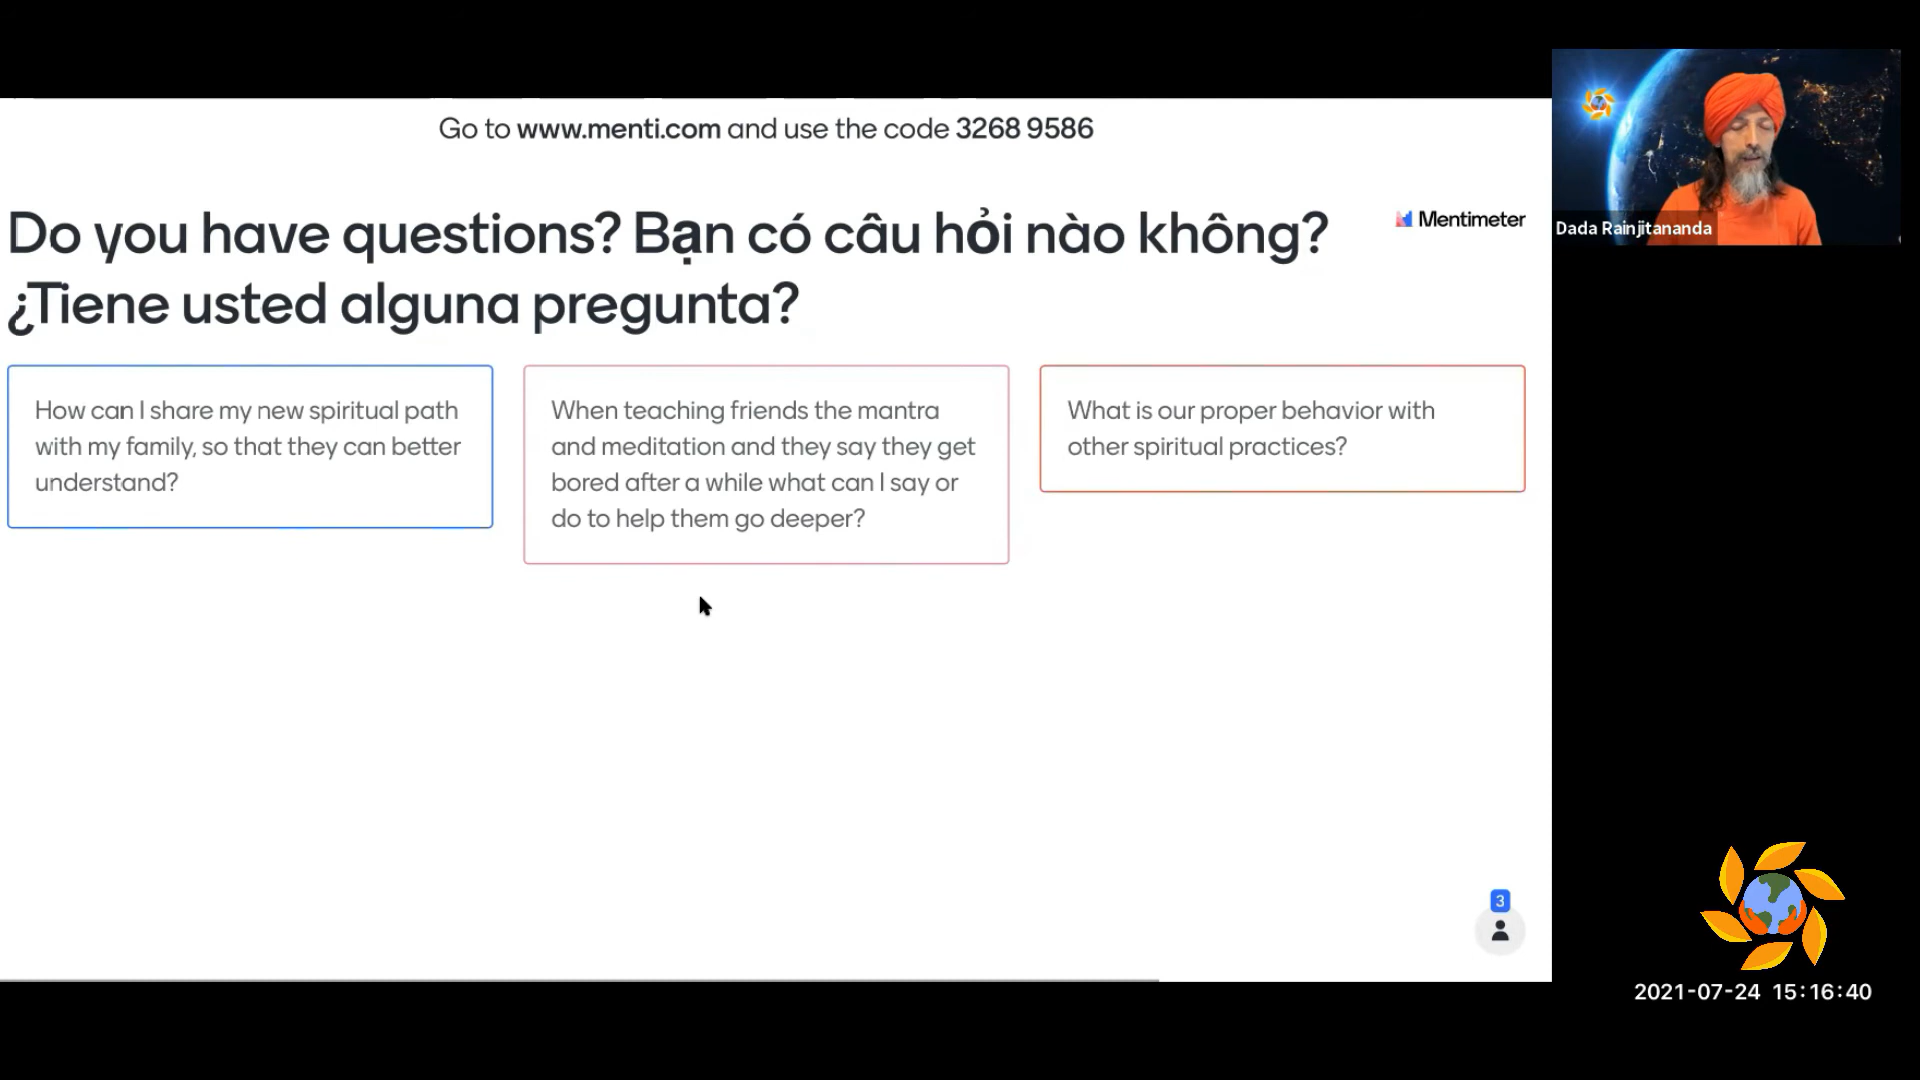 Go to www.menti.com and use the code 3268 9586
Do you have questions? Bạn có câu hỏi nào không?
¿Tiene usted alguna pregunta?
Mentimeter
Dada Rainjitananda
How can I share my new spiritual path
with my family, so that they can better
understand?
When teaching friends the mantra
and meditation and they say they get
bored after a while what can I say or
do to help them go deeper?
What is our proper behavior with
other spiritual practices?
3
2021-07-24 15:16:40